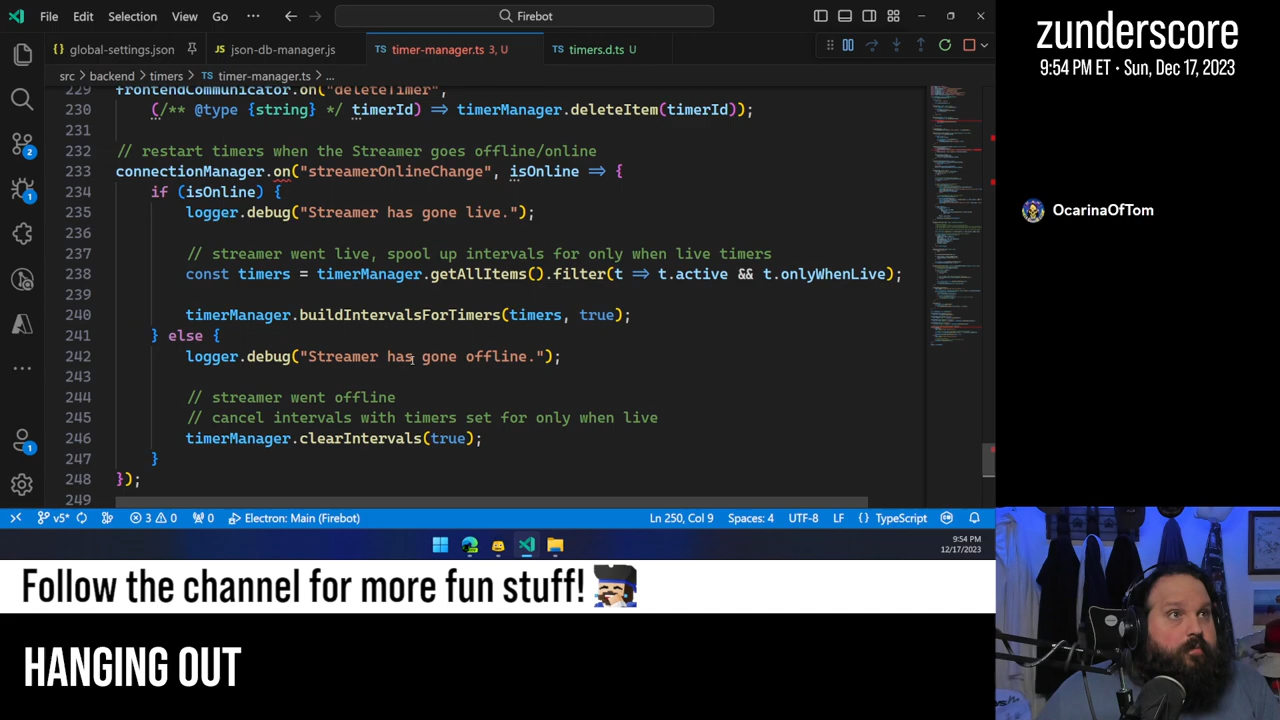 File Edit Selection View Go Firebot
zunderscore
9:54 PM ET • Sun, Dec 17, 2023
global-settings.json json-db-manager.js timer-manager.ts 3, U timers.d.ts U
src > backend > timers > TS timer-manager.ts > ...
229 frontendCommunicator.on("deleteTimer",
230 (/** @type {string} */ timerId) => timerManager.deleteItem(timerId));
231
232 // restart timers when the Streamer goes offline/online
233 connectionManager.on("streamerOnlineChange", isOnline => {
234 if (isOnline) {
235 logger.debug("Streamer has gone live.");
236
237 // streamer went live, spool up intervals for only when live timers
238 const timers = timerManager.getAllItems().filter(t => t.active && t.onlyWhenLive);
239
240 timerManager.buildIntervalsForTimers(timers, true);
241 } else {
242 logger.debug("Streamer has gone offline.");
243
244 // streamer went offline
245 // cancel intervals with timers set for only when live
246 timerManager.clearIntervals(true);
247 }
248 });
249
OcarinaOfTom
v5* 3 0 0 Electron: Main (Firebot) Ln 250, Col 9 Spaces: 4 UTF-8 LF {} TypeScript
9:54 PM
12/17/2023
Follow the channel for more fun stuff!
HANGING OUT